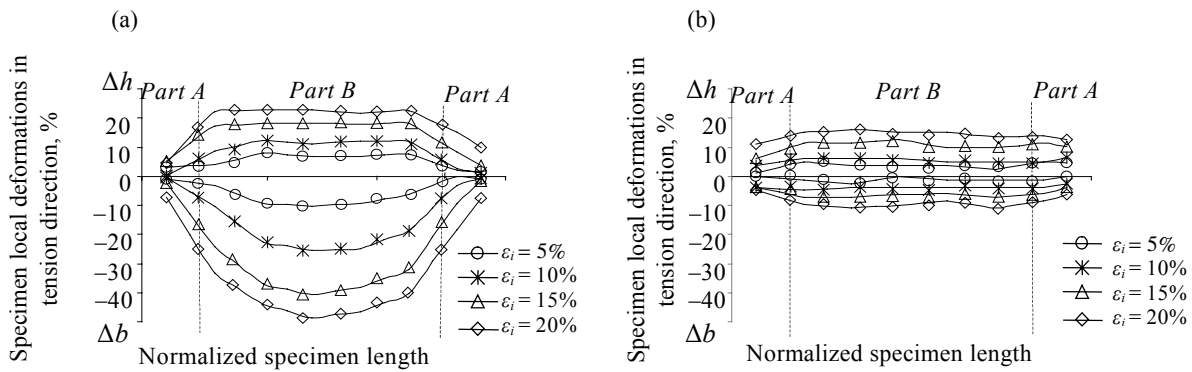 (a)
Specimen local deformations in
tension direction, %
Δh
Part A
Part B
Part A
20
10
0
−10
−20
−30
−40
Δb
εi = 5%
εi = 10%
εi = 15%
εi = 20%
Normalized specimen length
(b)
Specimen local deformations in
tension direction, %
Δh
Part A
Part B
Part A
20
10
0
−10
−20
−30
−40
Δb
εi = 5%
εi = 10%
εi = 15%
εi = 20%
Normalized specimen length